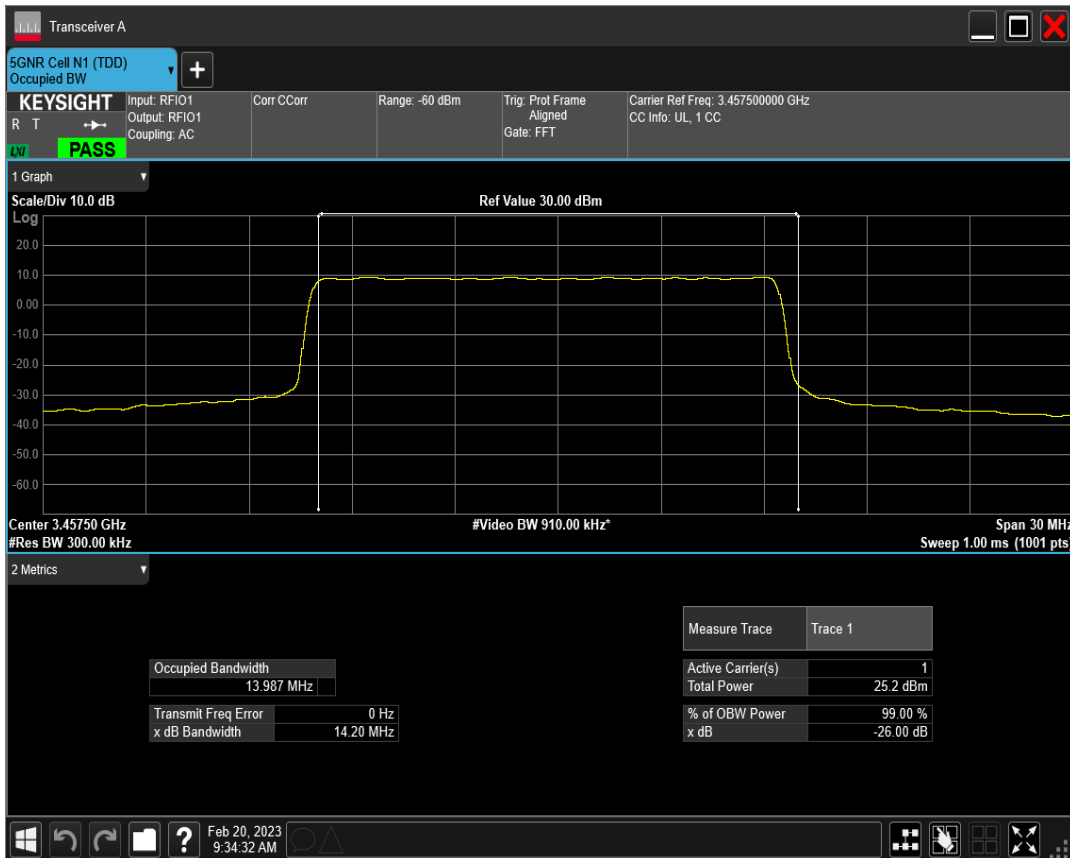 Transceiver A
5GNR Cell N1 (TDD)
Occupied BW
KEYSIGHT
R T
LXI
PASS
Input: RFIO1
Output: RFIO1
Coupling: AC
Corr CCorr
Range: -60 dBm
Trig: Prot Frame
Aligned
Gate: FFT
Carrier Ref Freq: 3.457500000 GHz
CC Info: UL, 1 CC
1 Graph
Scale/Div 10.0 dB
Ref Value 30.00 dBm
Log
20.0
10.0
0.00
-10.0
-20.0
-30.0
-40.0
-50.0
-60.0
Center 3.45750 GHz
#Video BW 910.00 kHz*
Span 30 MHz
#Res BW 300.00 kHz
Sweep 1.00 ms (1001 pts)
2 Metrics
Measure Trace Trace 1
Occupied Bandwidth
13.987 MHz
Active Carrier(s) 1
Total Power 25.2 dBm
Transmit Freq Error 0 Hz
x dB Bandwidth 14.20 MHz
% of OBW Power 99.00 %
x dB -26.00 dB
?
Feb 20, 2023
9:34:32 AM